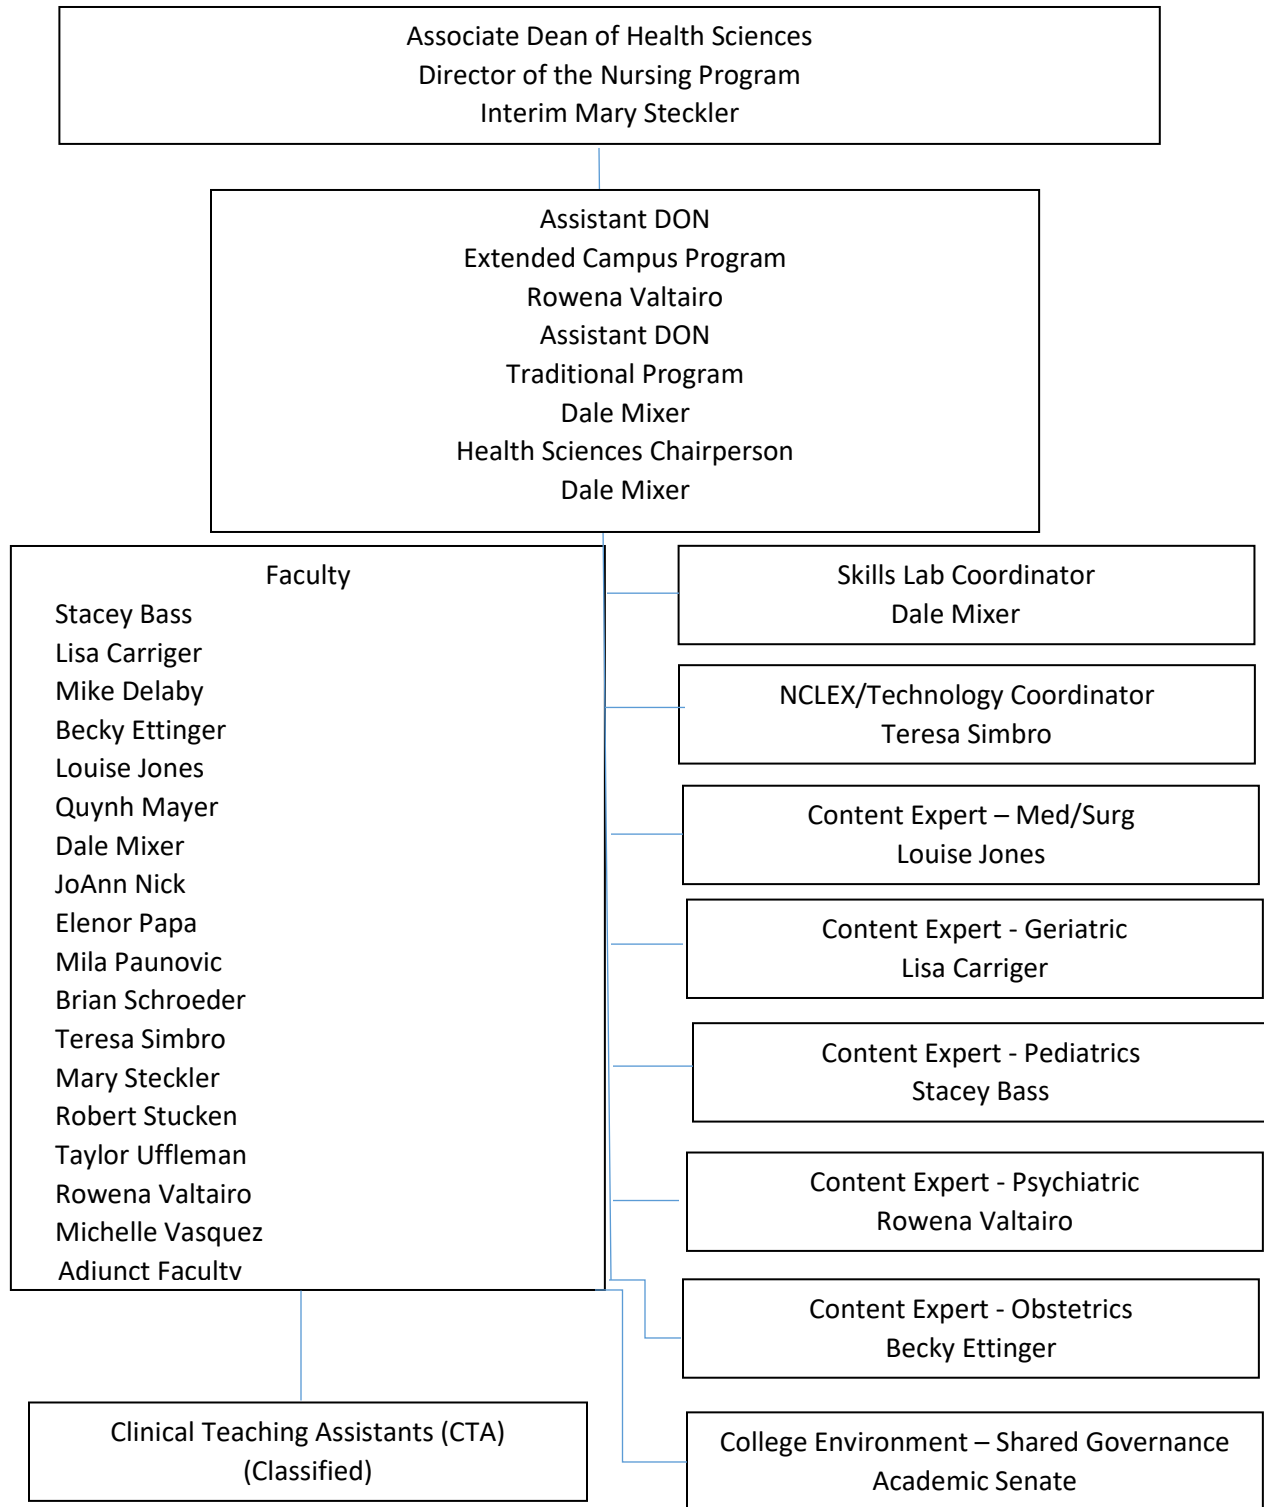 Associate Dean of Health Sciences
Director of the Nursing Program
Interim Mary Steckler
Assistant DON
Extended Campus Program
Rowena Valtairo
Assistant DON
Traditional Program
Dale Mixer
Health Sciences Chairperson
Dale Mixer
Faculty
Stacey Bass
Lisa Carriger
Mike Delaby
Becky Ettinger
Louise Jones
Quynh Mayer
Dale Mixer
JoAnn Nick
Elenor Papa
Mila Paunovic
Brian Schroeder
Teresa Simbro
Mary Steckler
Robert Stucken
Taylor Uffleman
Rowena Valtairo
Michelle Vasquez
Adjunct Faculty
Skills Lab Coordinator
Dale Mixer
NCLEX/Technology Coordinator
Teresa Simbro
Content Expert – Med/Surg
Louise Jones
Content Expert - Geriatric
Lisa Carriger
Content Expert - Pediatrics
Stacey Bass
Content Expert - Psychiatric
Rowena Valtairo
Content Expert - Obstetrics
Becky Ettinger
Clinical Teaching Assistants (CTA)
(Classified)
College Environment – Shared Governance
Academic Senate